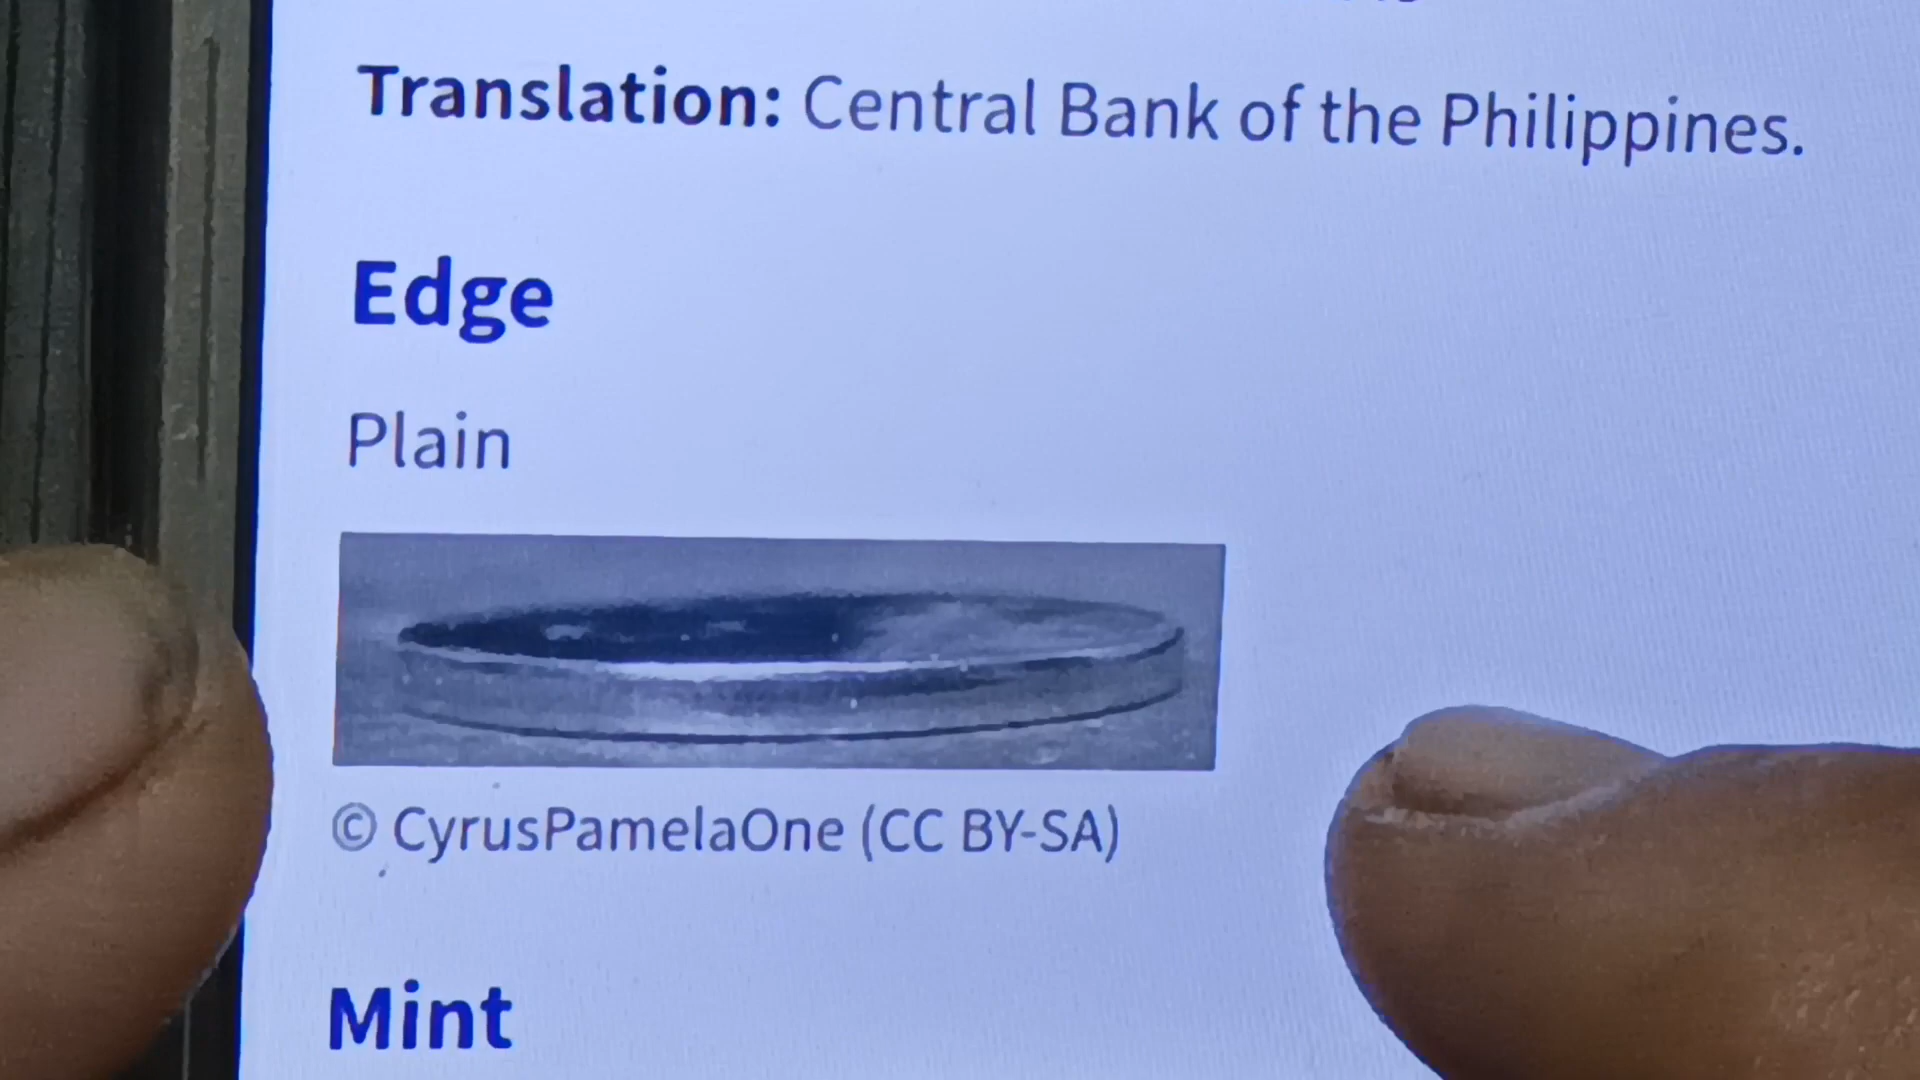 Translation: Central Bank of the Philippines.
Edge
Plain
© CyrusPamelaOne (CC BY-SA)
Mint